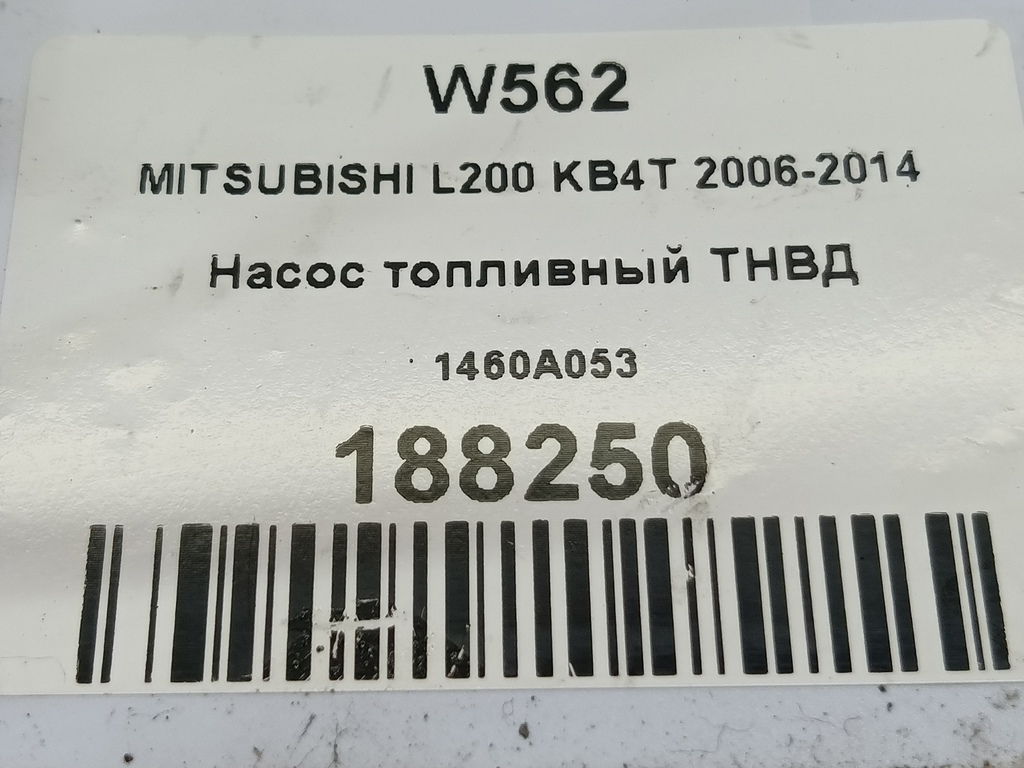 W562
MITSUBISHI L200 KB4T 2006-2014
Насос топливный ТНВД
1460A053
188250